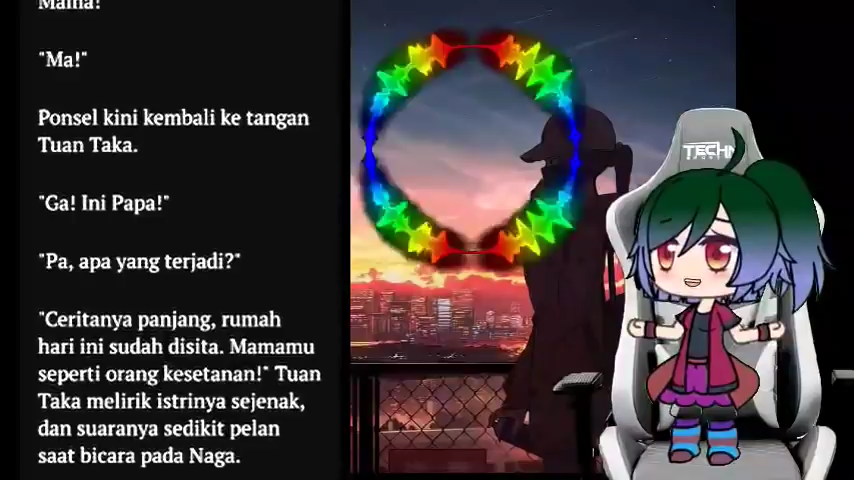 "Ma!"
Ponsel kini kembali ke tangan
Tuan Taka.
"Ga! Ini Papa!"
"Pa, apa yang terjadi?"
"Ceritanya panjang, rumah
hari ini sudah disita. Mamamu
seperti orang kesetanan!" Tuan
Taka melirik istrinya sejenak,
dan suaranya sedikit pelan
saat bicara pada Naga.